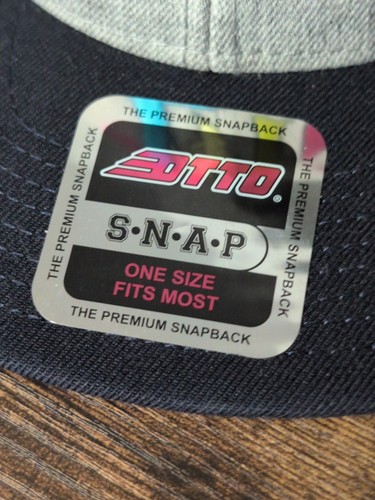 THE PREMIUM SNAPBACK
OTTO®
S•N•A•P
ONE SIZE
FITS MOST
THE PREMIUM SNAPBACK
THE PREMIUM SNAPBACK
THE PREMIUM SNAPBACK